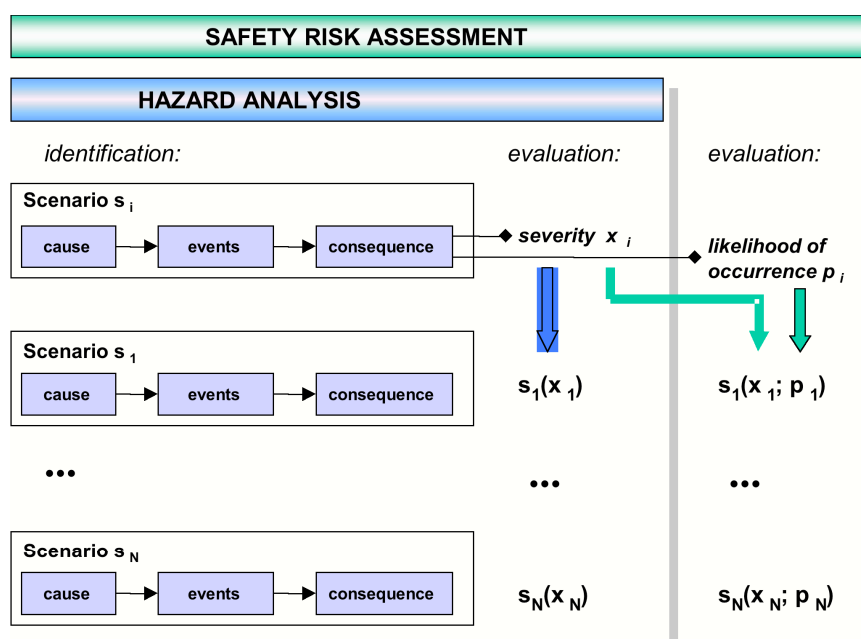 SAFETY RISK ASSESSMENT
HAZARD ANALYSIS
identification: evaluation: evaluation:
Scenario s i
cause events consequence
severity x i
likelihood of
occurrence p i
Scenario s 1
cause events consequence
s1(x 1) s1(x 1; p 1)
••• ••• •••
Scenario s N
cause events consequence
sN(x N) sN(x N; p N)